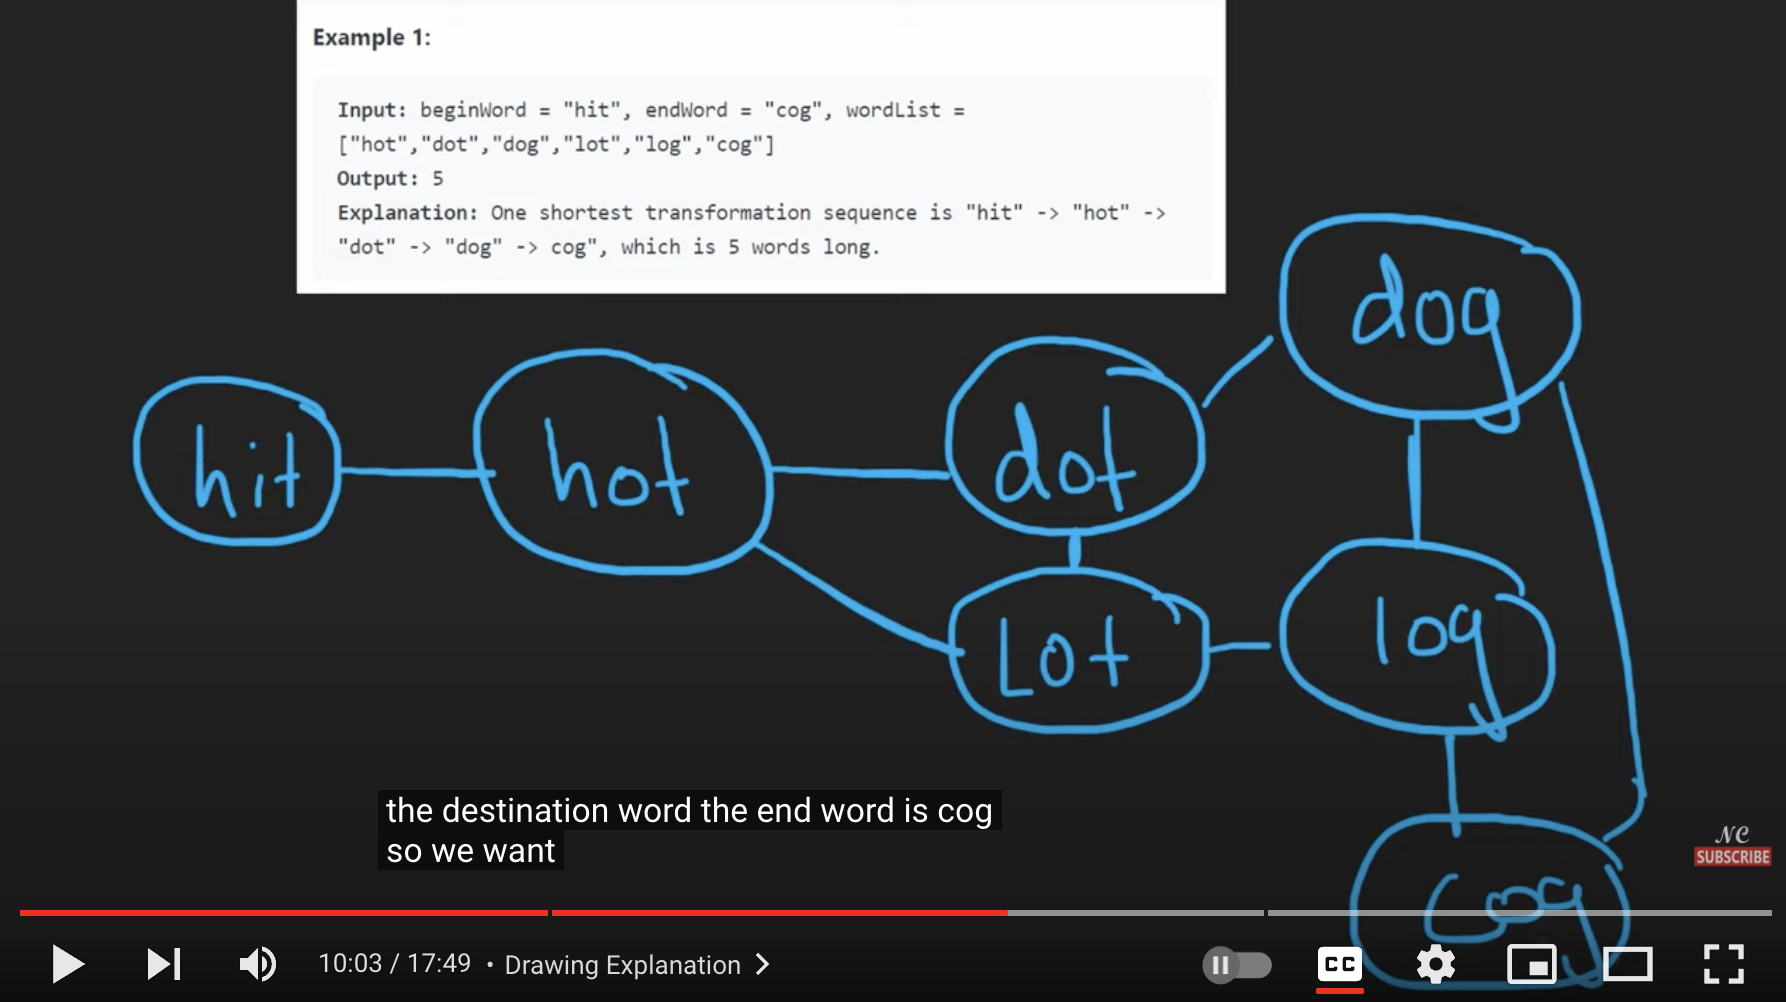 Example 1:
Input: beginWord = "hit", endWord = "cog", wordList =
["hot","dot","dog","lot","log","cog"]
Output: 5
Explanation: One shortest transformation sequence is "hit" -> "hot" ->
"dot" -> "dog" -> cog", which is 5 words long.
dog
hit
hot
dot
Lot
log
the destination word the end word is cog
so we want
NC
SUBSCRIBE
cog
10:03 / 17:49 • Drawing Explanation
CC